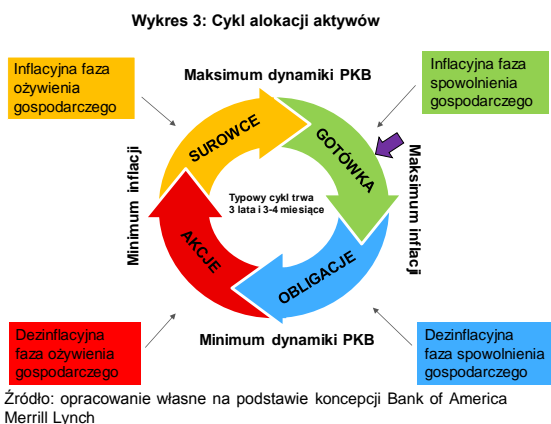 Wykres 3: Cykl alokacji aktywów
Inflacyjna faza
ożywienia
gospodarczego
Maksimum dynamiki PKB
Inflacyjna faza
spowolnienia
gospodarczego
SUROWCE
GOTÓWKA
Minimum inflacji
Typowy cykl trwa
3 lata i 3-4 miesiące
Maksimum inflacji
AKCJE
OBLIGACJE
Dezinflacyjna
faza ożywienia
gospodarczego
Minimum dynamiki PKB
Dezinflacyjna
faza spowolnienia
gospodarczego
Źródło: opracowanie własne na podstawie koncepcji Bank of America
Merrill Lynch